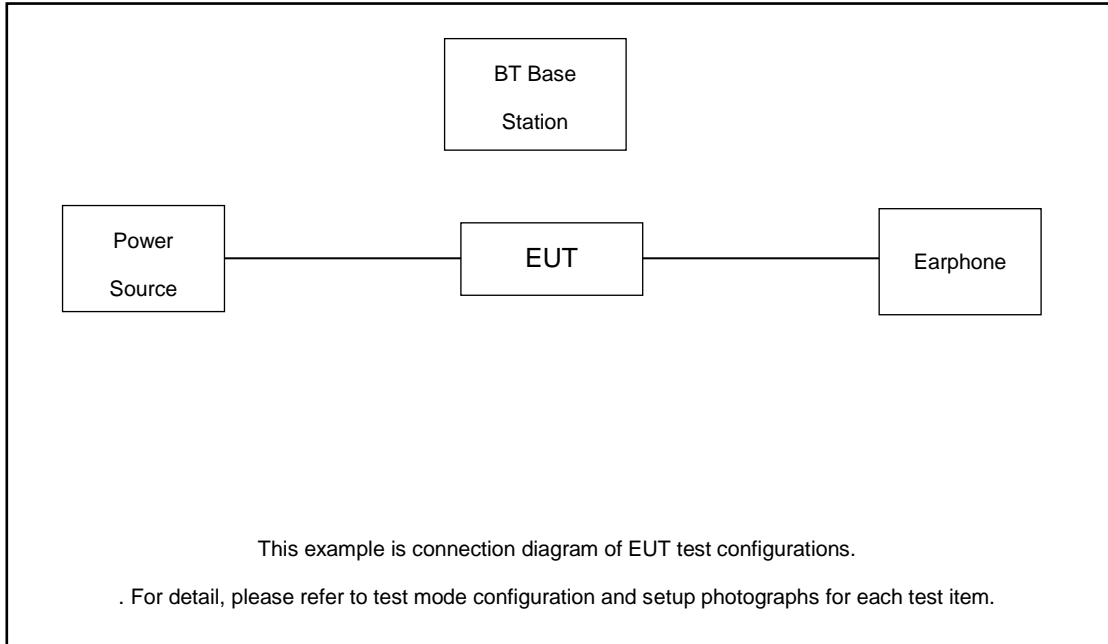 BT Base
Station
Power
Source
EUT
Earphone
This example is connection diagram of EUT test configurations.
. For detail, please refer to test mode configuration and setup photographs for each test item.